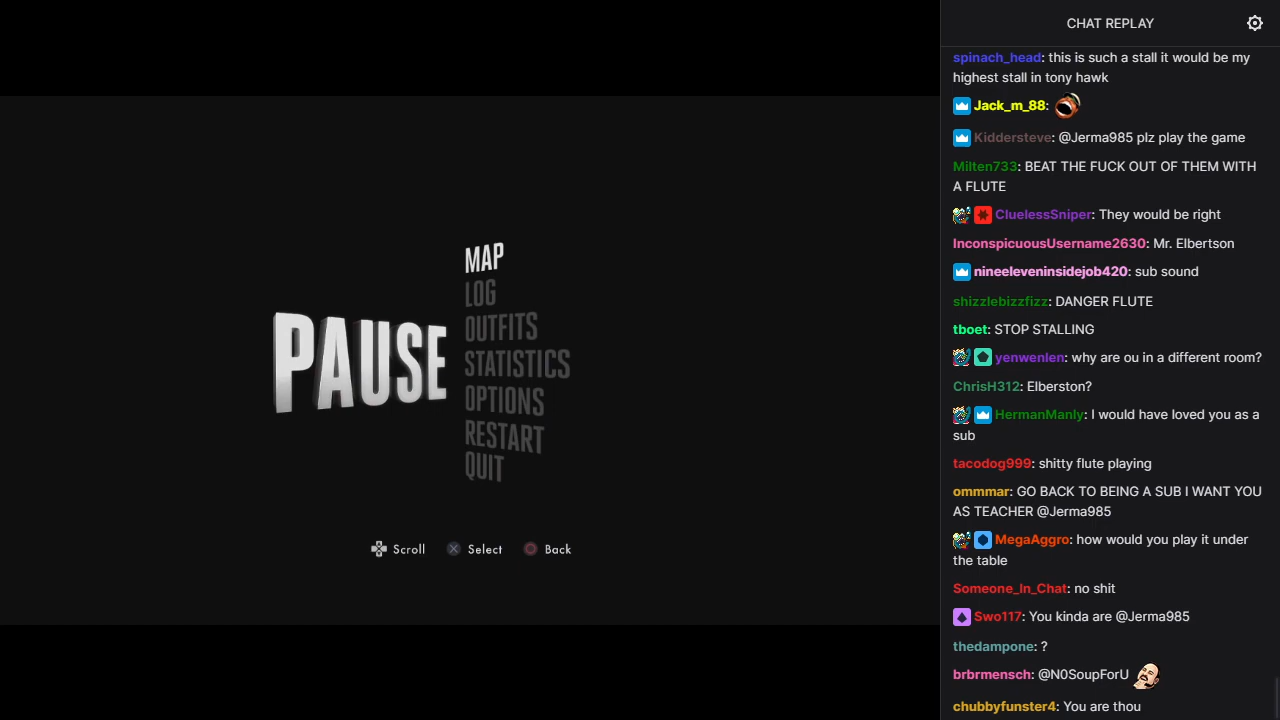 PAUSE
MAP
LOG
OUTFITS
STATISTICS
OPTIONS
RESTART
QUIT
Scroll
Select
Back
CHAT REPLAY
spinach_head: this is such a stall it would be my
highest stall in tony hawk
Jack_m_88:
Kiddersteve: @Jerma985 plz play the game
Milten733: BEAT THE FUCK OUT OF THEM WITH
A FLUTE
CluelessSniper: They would be right
InconspicuousUsername2630: Mr. Elbertson
nineeleveninsidejob420: sub sound
shizzlebizzfizz: DANGER FLUTE
tboet: STOP STALLING
yenwenlen: why are ou in a different room?
ChrisH312: Elberston?
HermanManly: I would have loved you as a
sub
tacodog999: shitty flute playing
ommmar: GO BACK TO BEING A SUB I WANT YOU
AS TEACHER @Jerma985
MegaAggro: how would you play it under
the table
Someone_In_Chat: no shit
Swo117: You kinda are @Jerma985
thedampone: ?
brbrmensch: @N0SoupForU
chubbyfunster4: You are thou